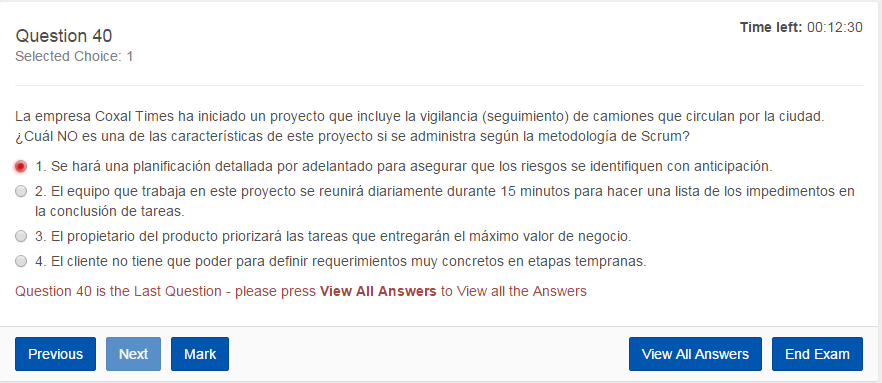 Question 40
Time left: 00:12:30
Selected Choice: 1
La empresa Coxal Times ha iniciado un proyecto que incluye la vigilancia (seguimiento) de camiones que circulan por la ciudad.
¿Cuál NO es una de las características de este proyecto si se administra según la metodología de Scrum?
1. Se hará una planificación detallada por adelantado para asegurar que los riesgos se identifiquen con anticipación.
2. El equipo que trabaja en este proyecto se reunirá diariamente durante 15 minutos para hacer una lista de los impedimentos en
la conclusión de tareas.
3. El propietario del producto priorizará las tareas que entregarán el máximo valor de negocio.
4. El cliente no tiene que poder para definir requerimientos muy concretos en etapas tempranas.
Question 40 is the Last Question - please press View All Answers to View all the Answers
Previous Next Mark View All Answers End Exam